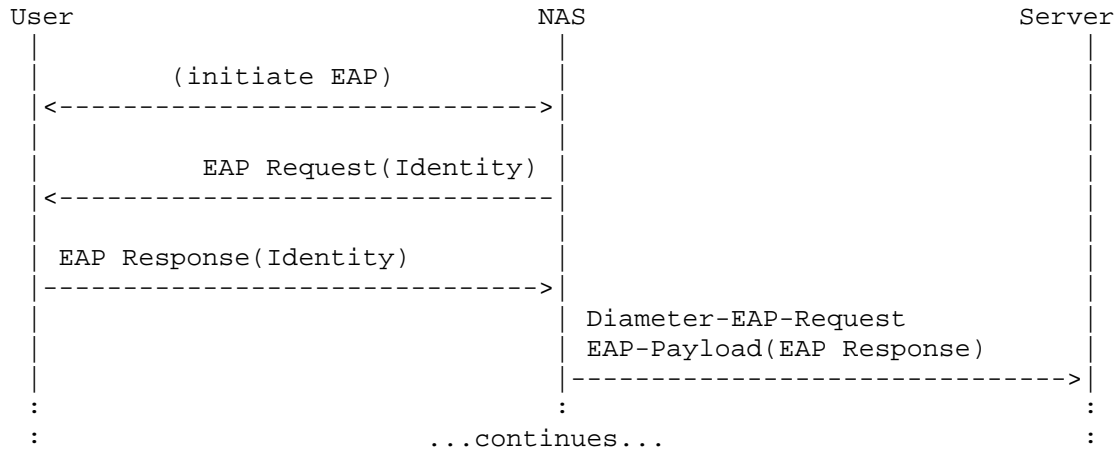 User NAS Server
(initiate EAP)
<------------------------------>
EAP Request(Identity)
<-------------------------------
EAP Response(Identity)
------------------------------->
Diameter-EAP-Request
EAP-Payload(EAP Response)
------------------------------->
: : :
: ...continues... :